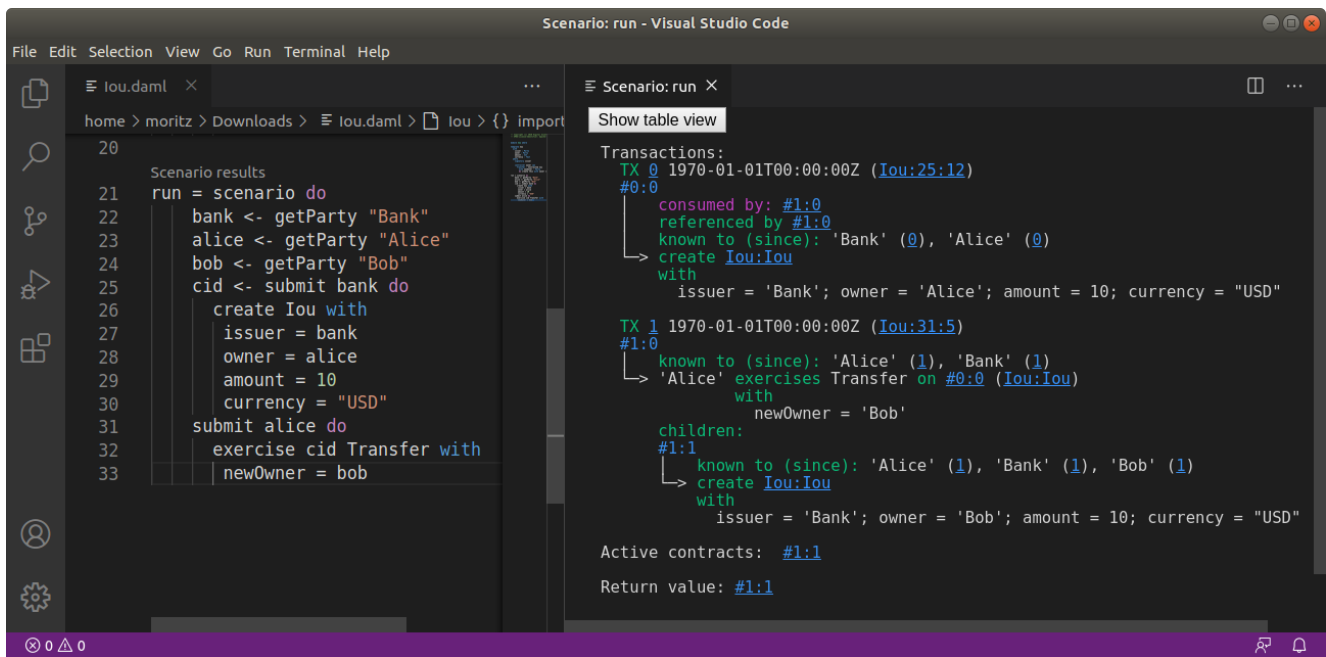 Scenario: run - Visual Studio Code
File Edit Selection View Go Run Terminal Help
Iou.daml
home > moritz > Downloads > Iou.daml > Iou > {} import
20
Scenario results
21 run = scenario do
22 bank <- getParty "Bank"
23 alice <- getParty "Alice"
24 bob <- getParty "Bob"
25 cid <- submit bank do
26 create Iou with
27 issuer = bank
28 owner = alice
29 amount = 10
30 currency = "USD"
31 submit alice do
32 exercise cid Transfer with
33 newOwner = bob
0 0
Scenario: run
Show table view
Transactions:
TX 0 1970-01-01T00:00:00Z (Iou:25:12)
#0:0
consumed by: #1:0
referenced by #1:0
known to (since): 'Bank' (0), 'Alice' (0)
└─> create Iou:Iou
with
issuer = 'Bank'; owner = 'Alice'; amount = 10; currency = "USD"
TX 1 1970-01-01T00:00:00Z (Iou:31:5)
#1:0
known to (since): 'Alice' (1), 'Bank' (1)
└─> 'Alice' exercises Transfer on #0:0 (Iou:Iou)
with
newOwner = 'Bob'
children:
#1:1
known to (since): 'Alice' (1), 'Bank' (1), 'Bob' (1)
└─> create Iou:Iou
with
issuer = 'Bank'; owner = 'Bob'; amount = 10; currency = "USD"
Active contracts: #1:1
Return value: #1:1